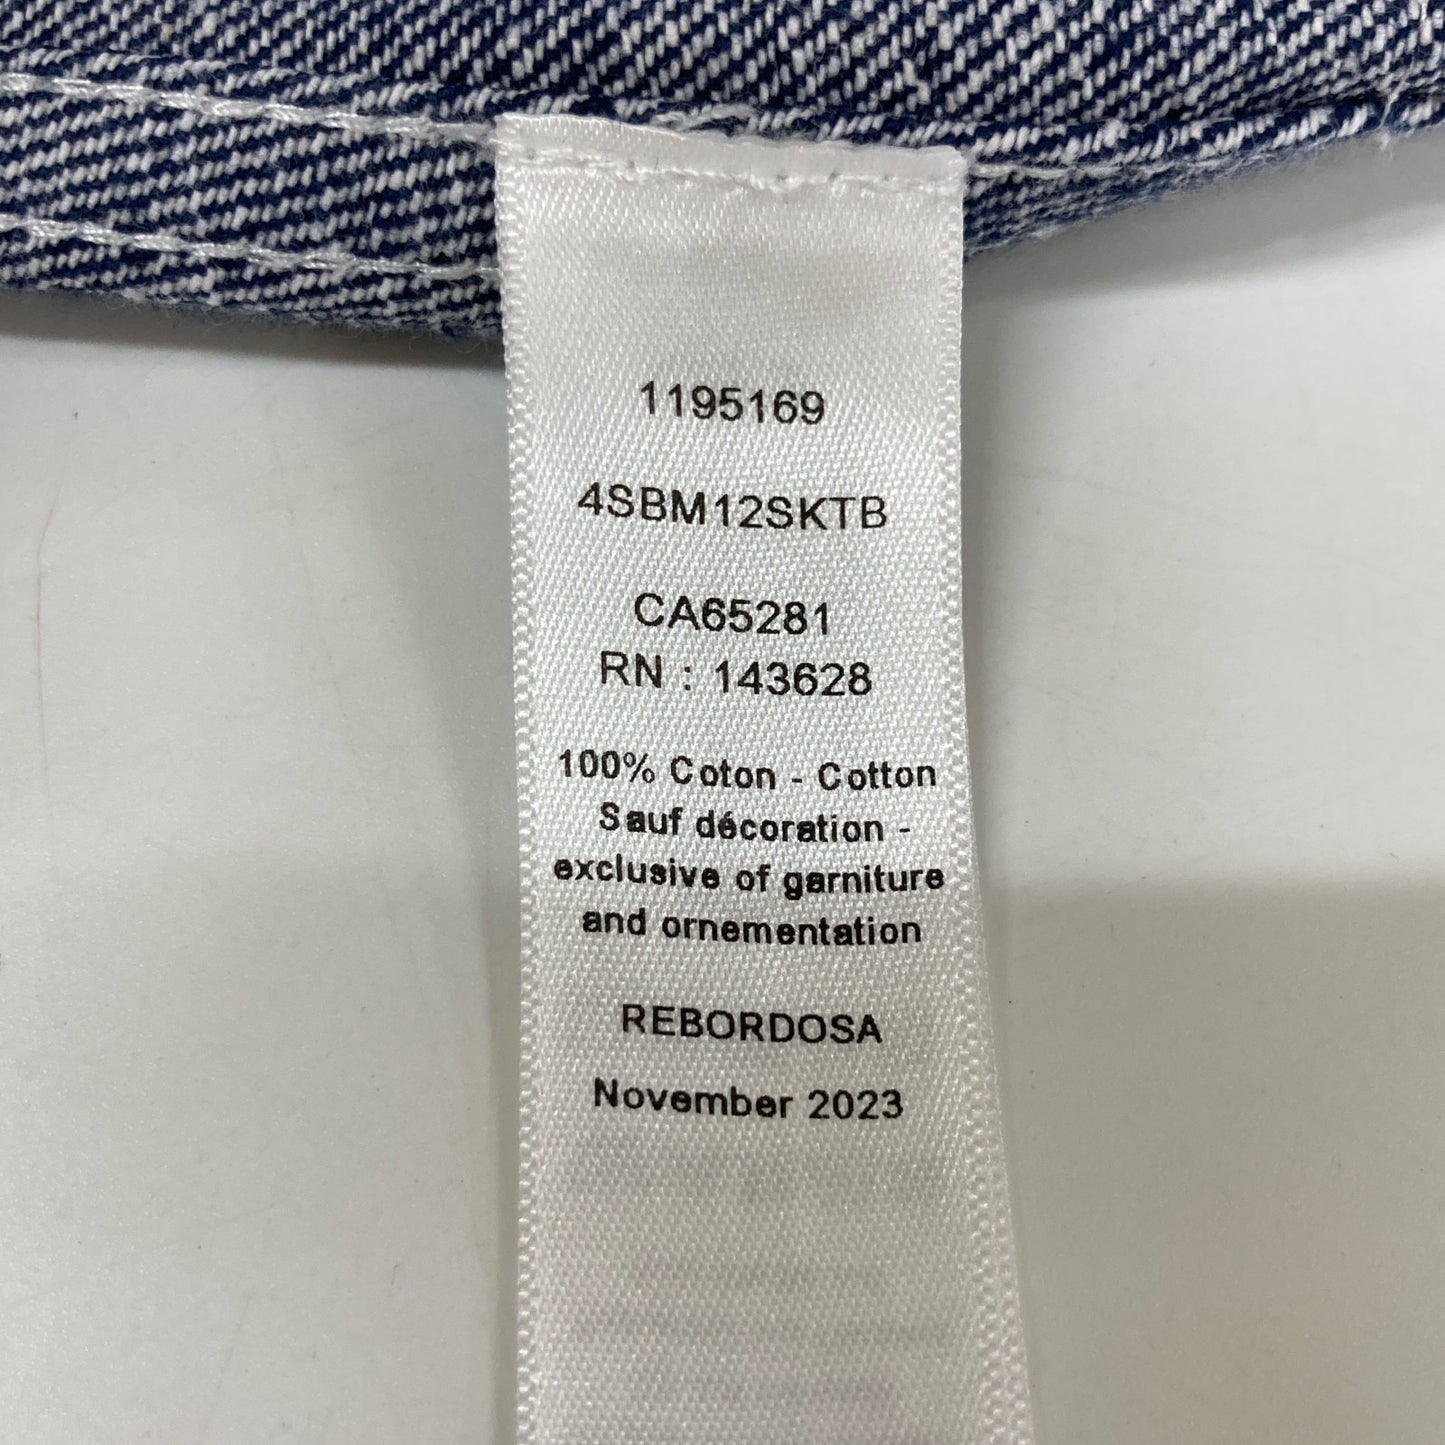 1195169
4SBM12SKTB
CA65281
RN : 143628
100% Coton - Cotton
Sauf décoration -
exclusive of garniture
and ornementation
REBORDOSA
November 2023